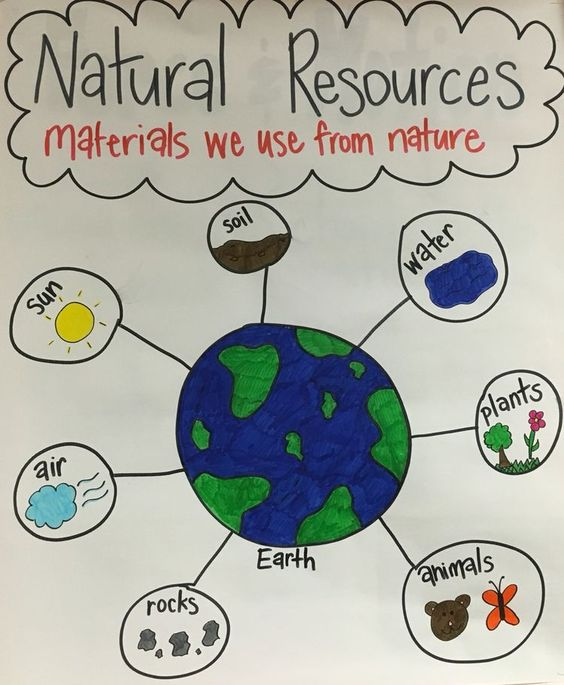 Natural Resources
Materials we use from nature
soil
water
sun
plants
air
Earth
animals
rocks